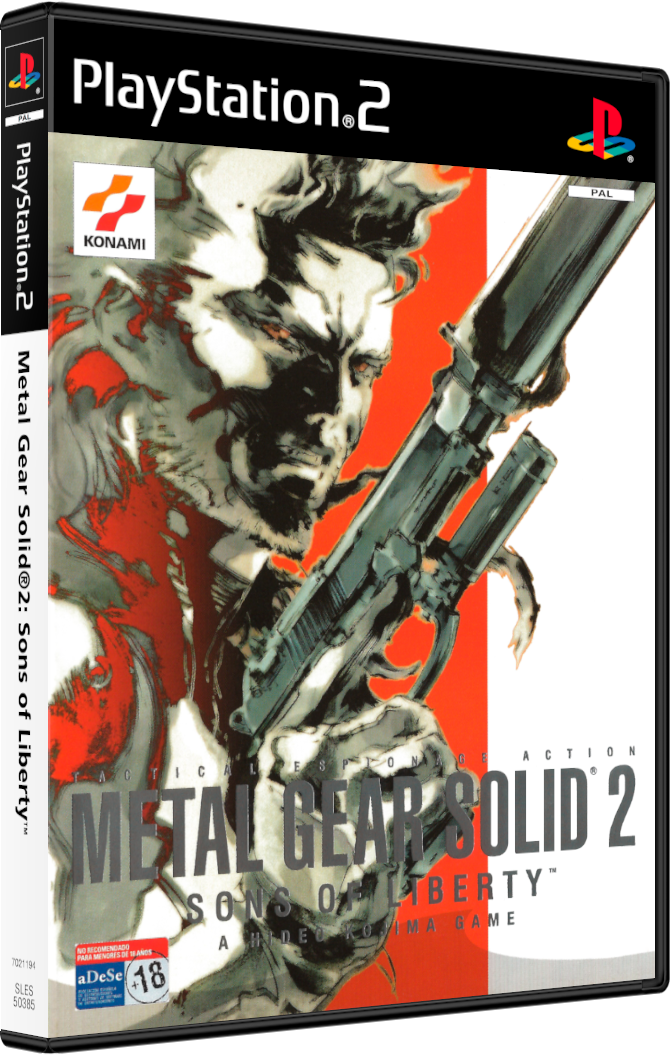 PAL
PlayStation®2
Metal Gear Solid®2: Sons of Liberty™
7021194
SLES
50385
PlayStation®2
PAL
KONAMI
TACTICAL ESPIONAGE ACTION
METAL GEAR SOLID® 2
SONS OF LIBERTY™
A HIDEO KOJIMA GAME
NO RECOMENDADO
PARA MENORES DE 18 AÑOS
aDeSe
+18